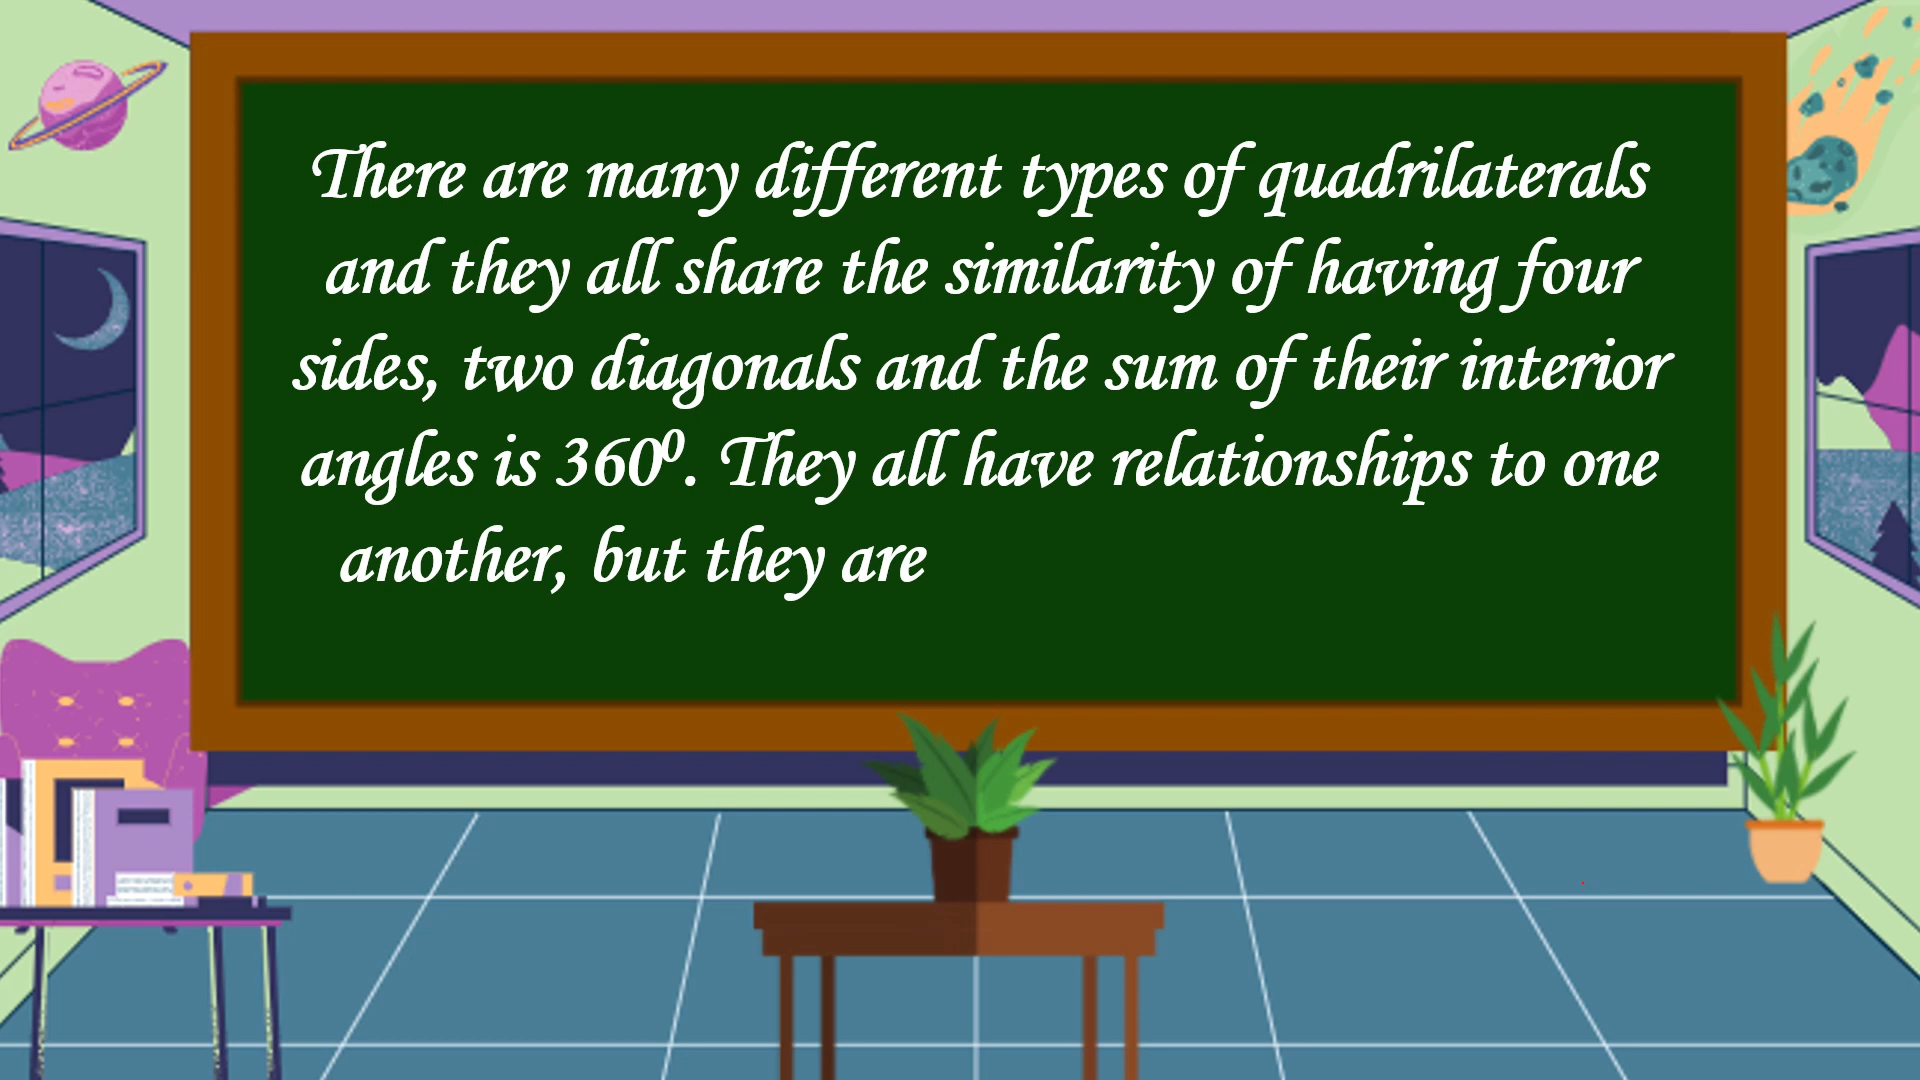 There are many different types of quadrilaterals
and they all share the similarity of having four
sides, two diagonals and the sum of their interior
angles is 360⁰. They all have relationships to one
another, but they are